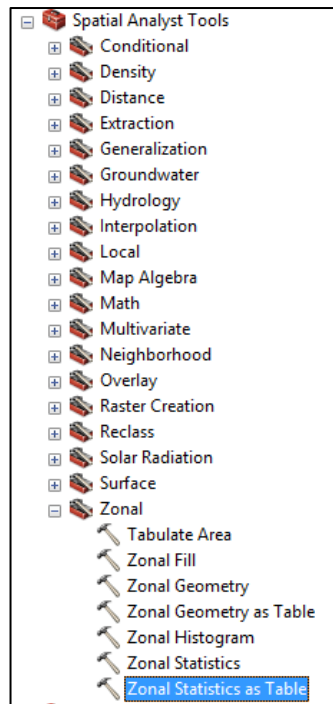 Spatial Analyst Tools
Conditional
Density
Distance
Extraction
Generalization
Groundwater
Hydrology
Interpolation
Local
Map Algebra
Math
Multivariate
Neighborhood
Overlay
Raster Creation
Reclass
Solar Radiation
Surface
Zonal
Tabulate Area
Zonal Fill
Zonal Geometry
Zonal Geometry as Table
Zonal Histogram
Zonal Statistics
Zonal Statistics as Table